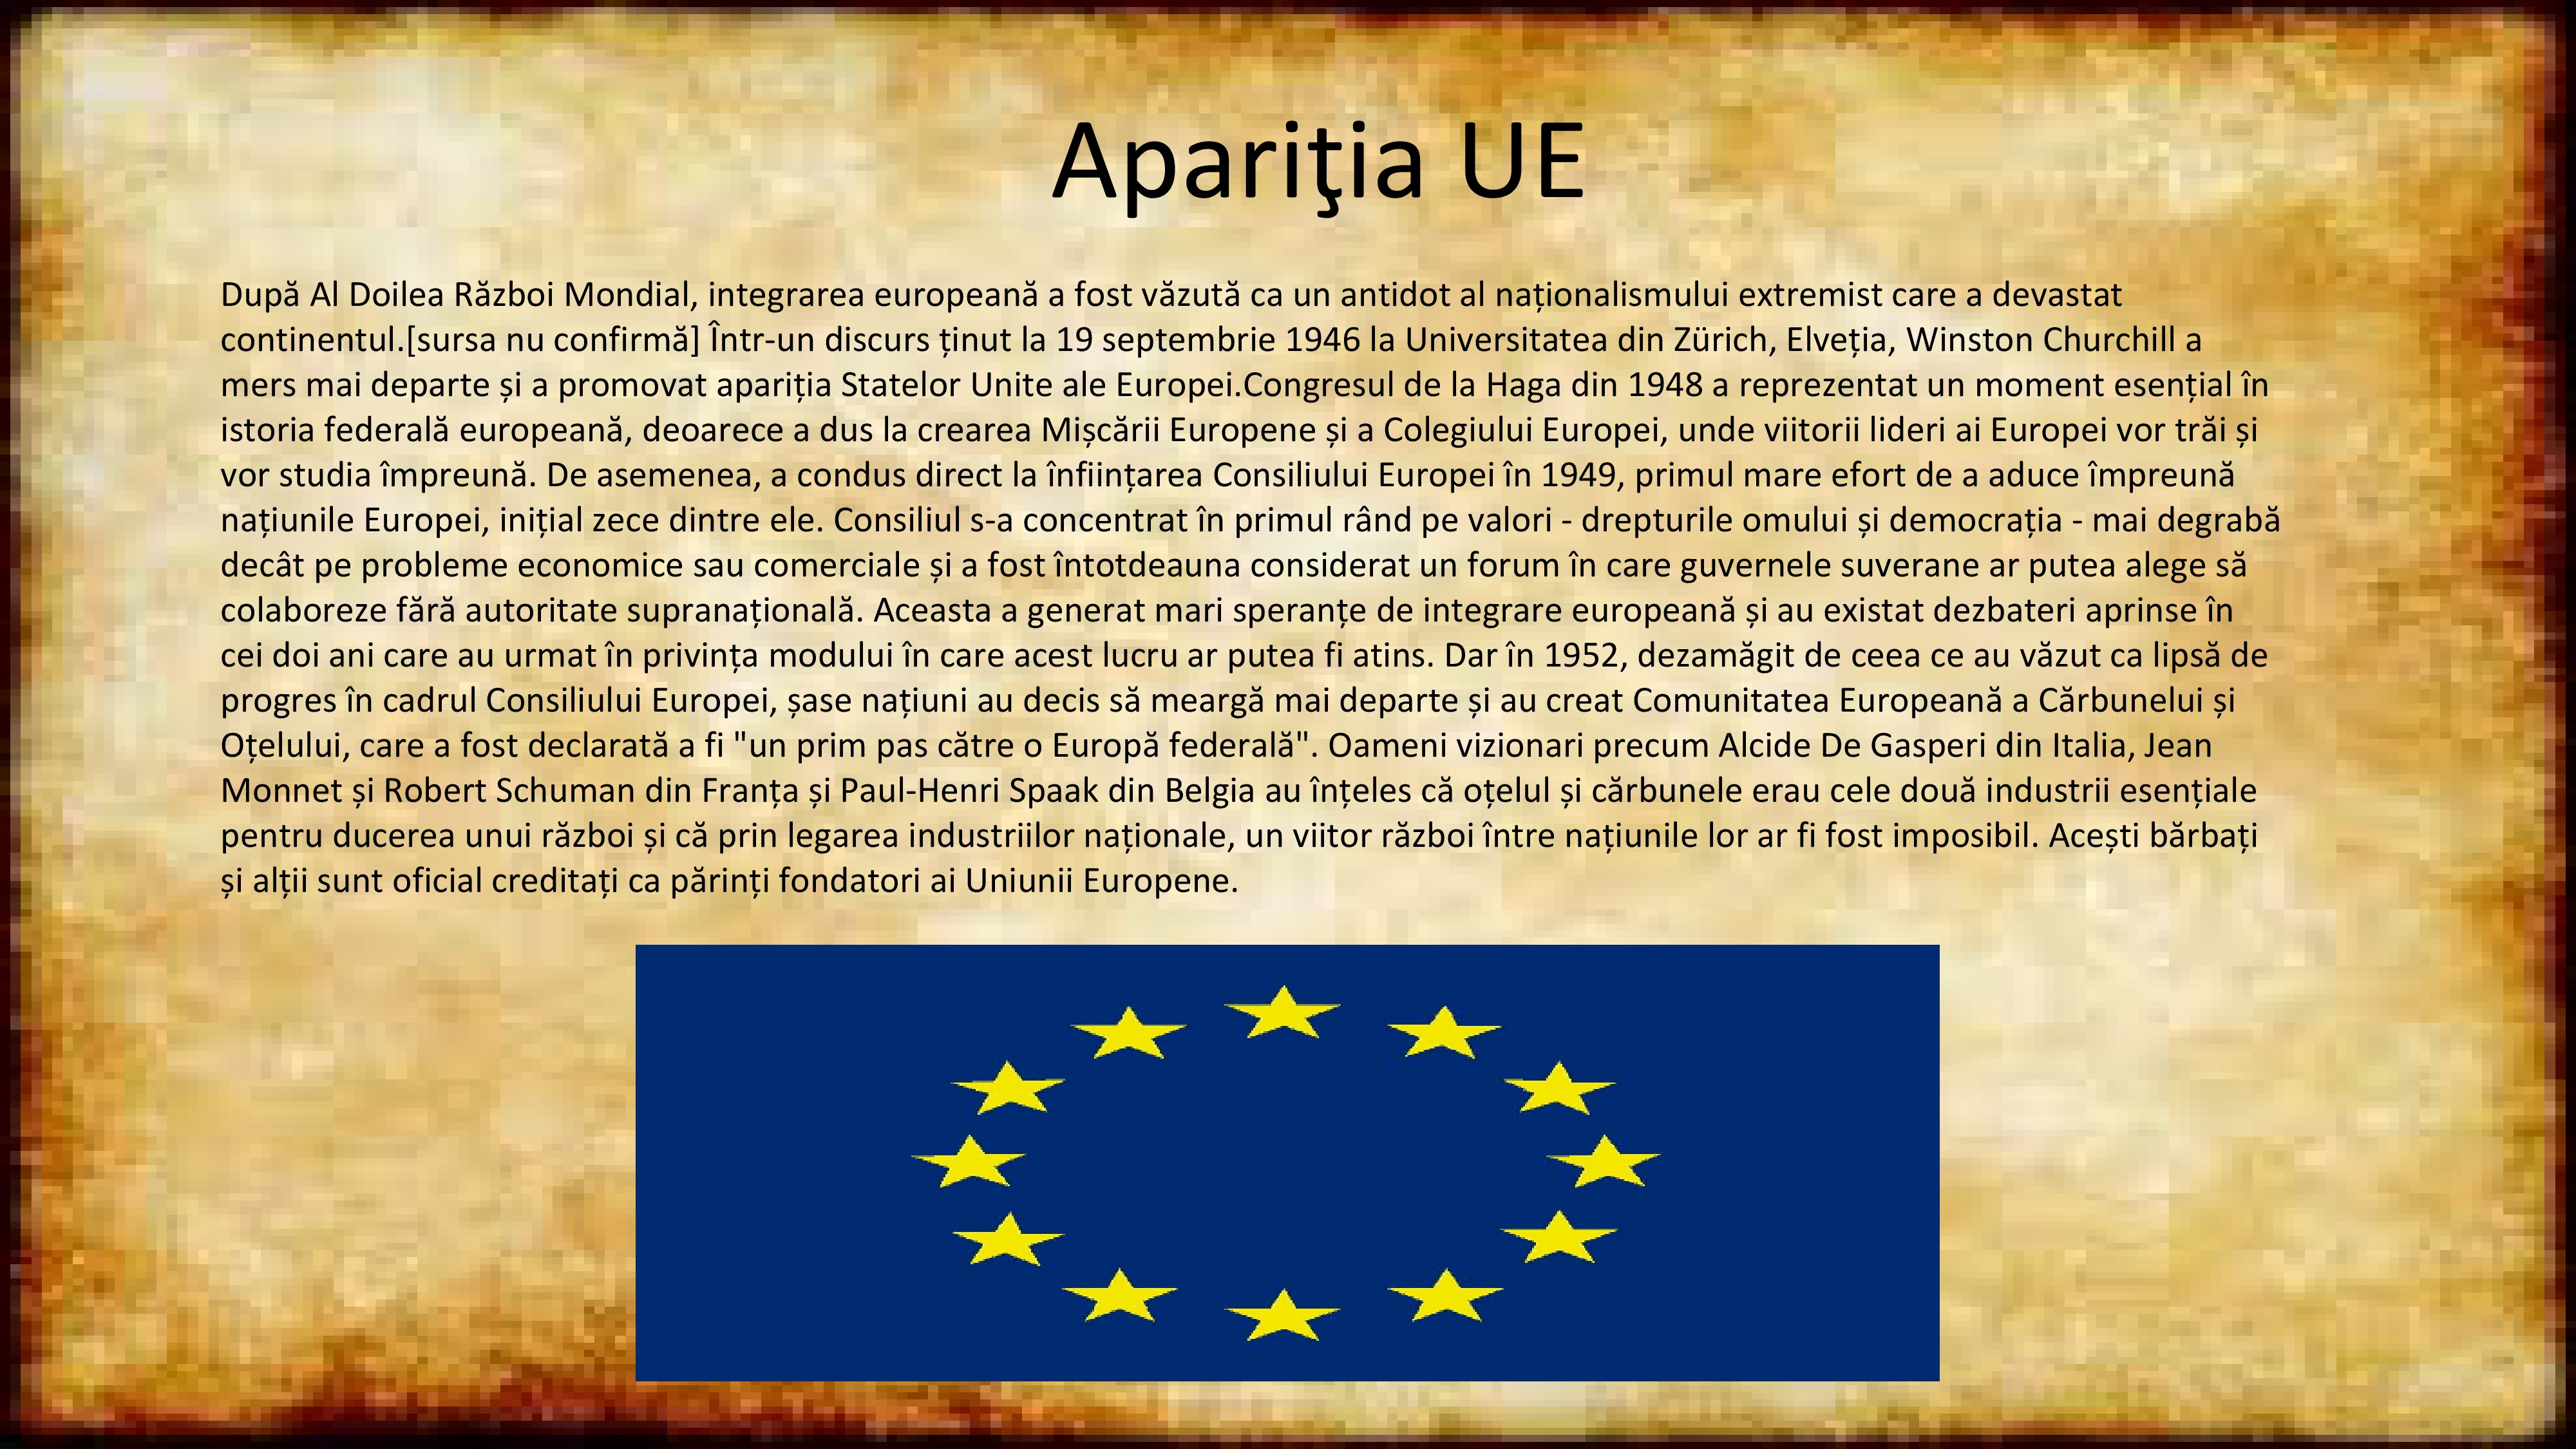 Apariţia UE
După Al Doilea Război Mondial, integrarea europeană a fost văzută ca un antidot al naționalismului extremist care a devastat
continentul.[sursa nu confirmă] Într-un discurs ținut la 19 septembrie 1946 la Universitatea din Zürich, Elveția, Winston Churchill a
mers mai departe și a promovat apariția Statelor Unite ale Europei.Congresul de la Haga din 1948 a reprezentat un moment esențial în
istoria federală europeană, deoarece a dus la crearea Mișcării Europene și a Colegiului Europei, unde viitorii lideri ai Europei vor trăi și
vor studia împreună. De asemenea, a condus direct la înființarea Consiliului Europei în 1949, primul mare efort de a aduce împreună
națiunile Europei, inițial zece dintre ele. Consiliul s-a concentrat în primul rând pe valori - drepturile omului și democrația - mai degrabă
decât pe probleme economice sau comerciale și a fost întotdeauna considerat un forum în care guvernele suverane ar putea alege să
colaboreze fără autoritate supranațională. Aceasta a generat mari speranțe de integrare europeană și au existat dezbateri aprinse în
cei doi ani care au urmat în privința modului în care acest lucru ar putea fi atins. Dar în 1952, dezamăgit de ceea ce au văzut ca lipsă de
progres în cadrul Consiliului Europei, șase națiuni au decis să meargă mai departe și au creat Comunitatea Europeană a Cărbunelui și
Oțelului, care a fost declarată a fi "un prim pas către o Europă federală". Oameni vizionari precum Alcide De Gasperi din Italia, Jean
Monnet și Robert Schuman din Franța și Paul-Henri Spaak din Belgia au înțeles că oțelul și cărbunele erau cele două industrii esențiale
pentru ducerea unui război și că prin legarea industriilor naționale, un viitor război între națiunile lor ar fi fost imposibil. Acești bărbați
și alții sunt oficial creditați ca părinți fondatori ai Uniunii Europene.